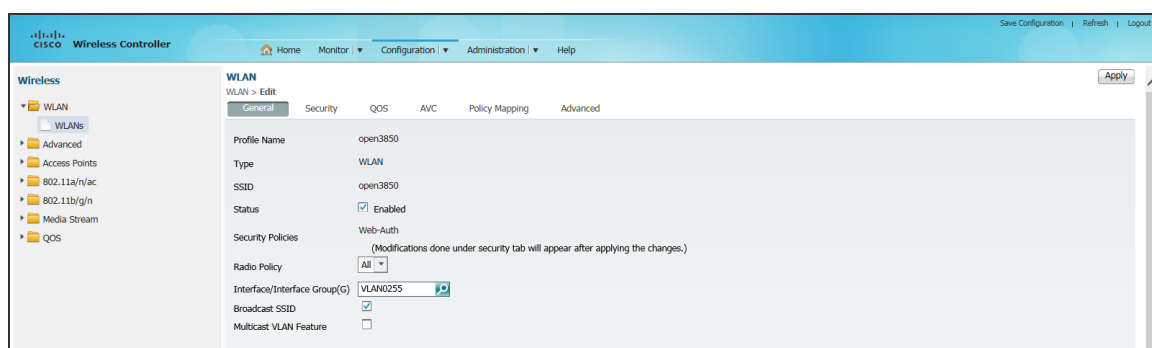 Save Configuration | Refresh | Logout
CISCO Wireless Controller
Home Monitor Configuration Administration Help
Wireless
WLAN
WLANs
Advanced
Access Points
802.11a/n/ac
802.11b/g/n
Media Stream
QOS
WLAN
Apply
WLAN > Edit
General Security QOS AVC Policy Mapping Advanced
Profile Name open3850
Type WLAN
SSID open3850
Status Enabled
Security Policies Web-Auth
(Modifications done under security tab will appear after applying the changes.)
Radio Policy All
Interface/Interface Group(G) VLAN0255
Broadcast SSID
Multicast VLAN Feature